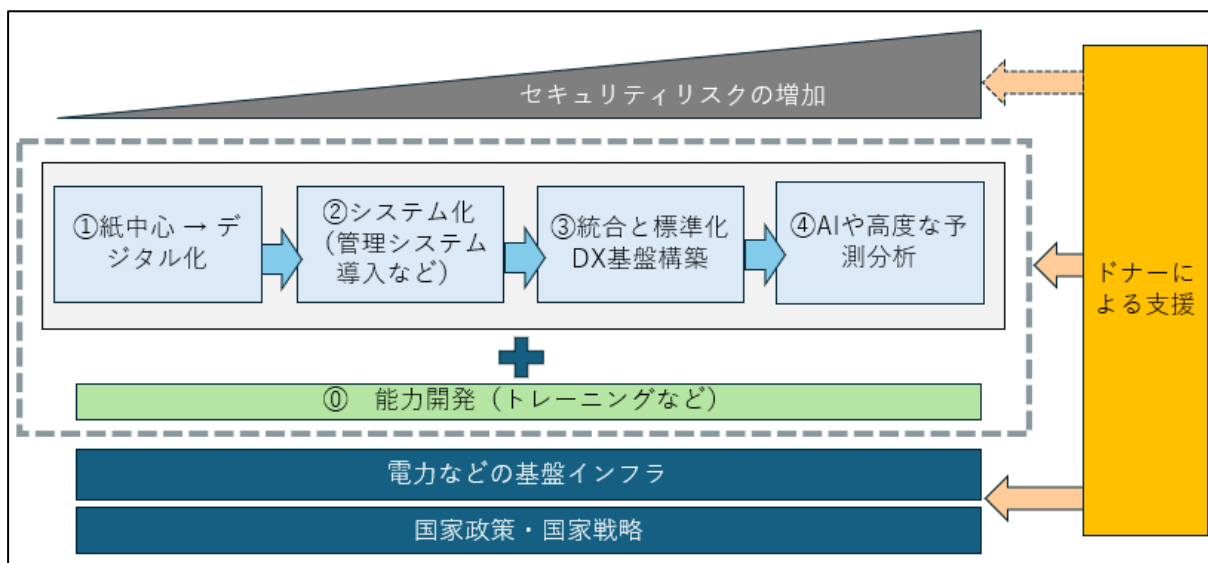 セキュリティリスクの増加
①紙中心 → デ
ジタル化
②システム化
(管理システム
導入など)
③統合と標準化
DX基盤構築
④AIや高度な予
測分析
ドナーに
よる支援
⓪ 能力開発（トレーニングなど）
電力などの基盤インフラ
国家政策・国家戦略